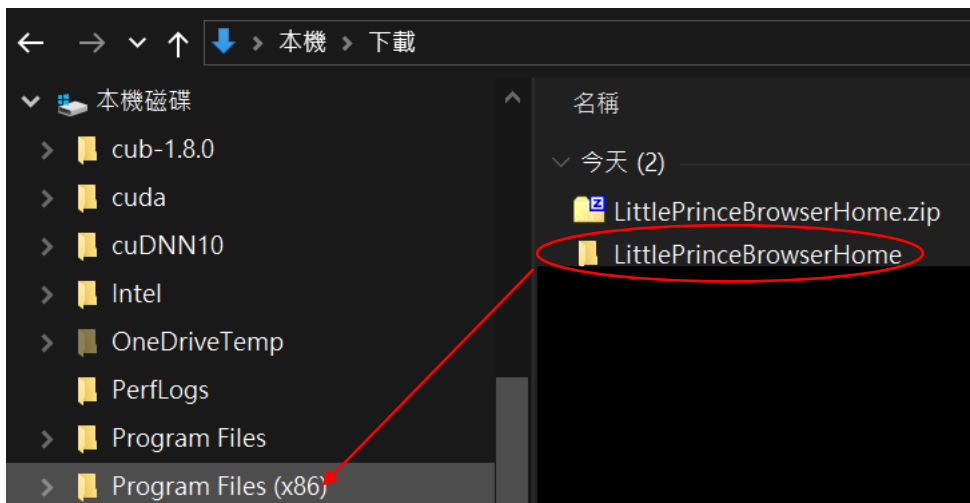 本機 > 下載
本機磁碟
cub-1.8.0
cuda
cuDNN10
Intel
OneDriveTemp
PerfLogs
Program Files
Program Files (x86)
名稱
今天 (2)
LittlePrinceBrowserHome.zip
LittlePrinceBrowserHome